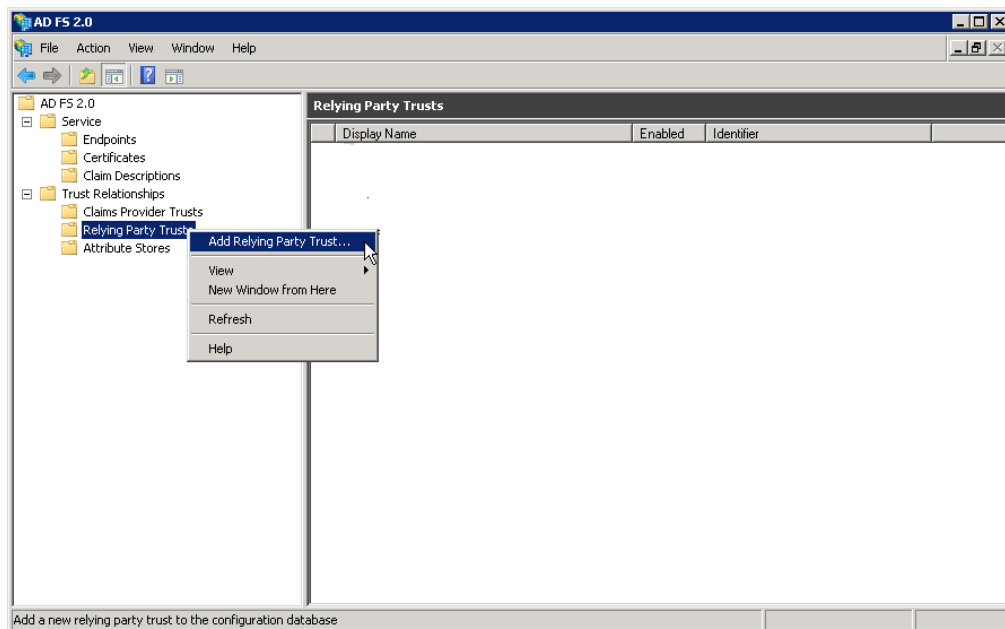 AD FS 2.0
File Action View Window Help
AD FS 2.0
Service
Endpoints
Certificates
Claim Descriptions
Trust Relationships
Claims Provider Trusts
Relying Party Trusts
Attribute Stores
Relying Party Trusts
Display Name Enabled Identifier
Add Relying Party Trust...
View
New Window from Here
Refresh
Help
Add a new relying party trust to the configuration database